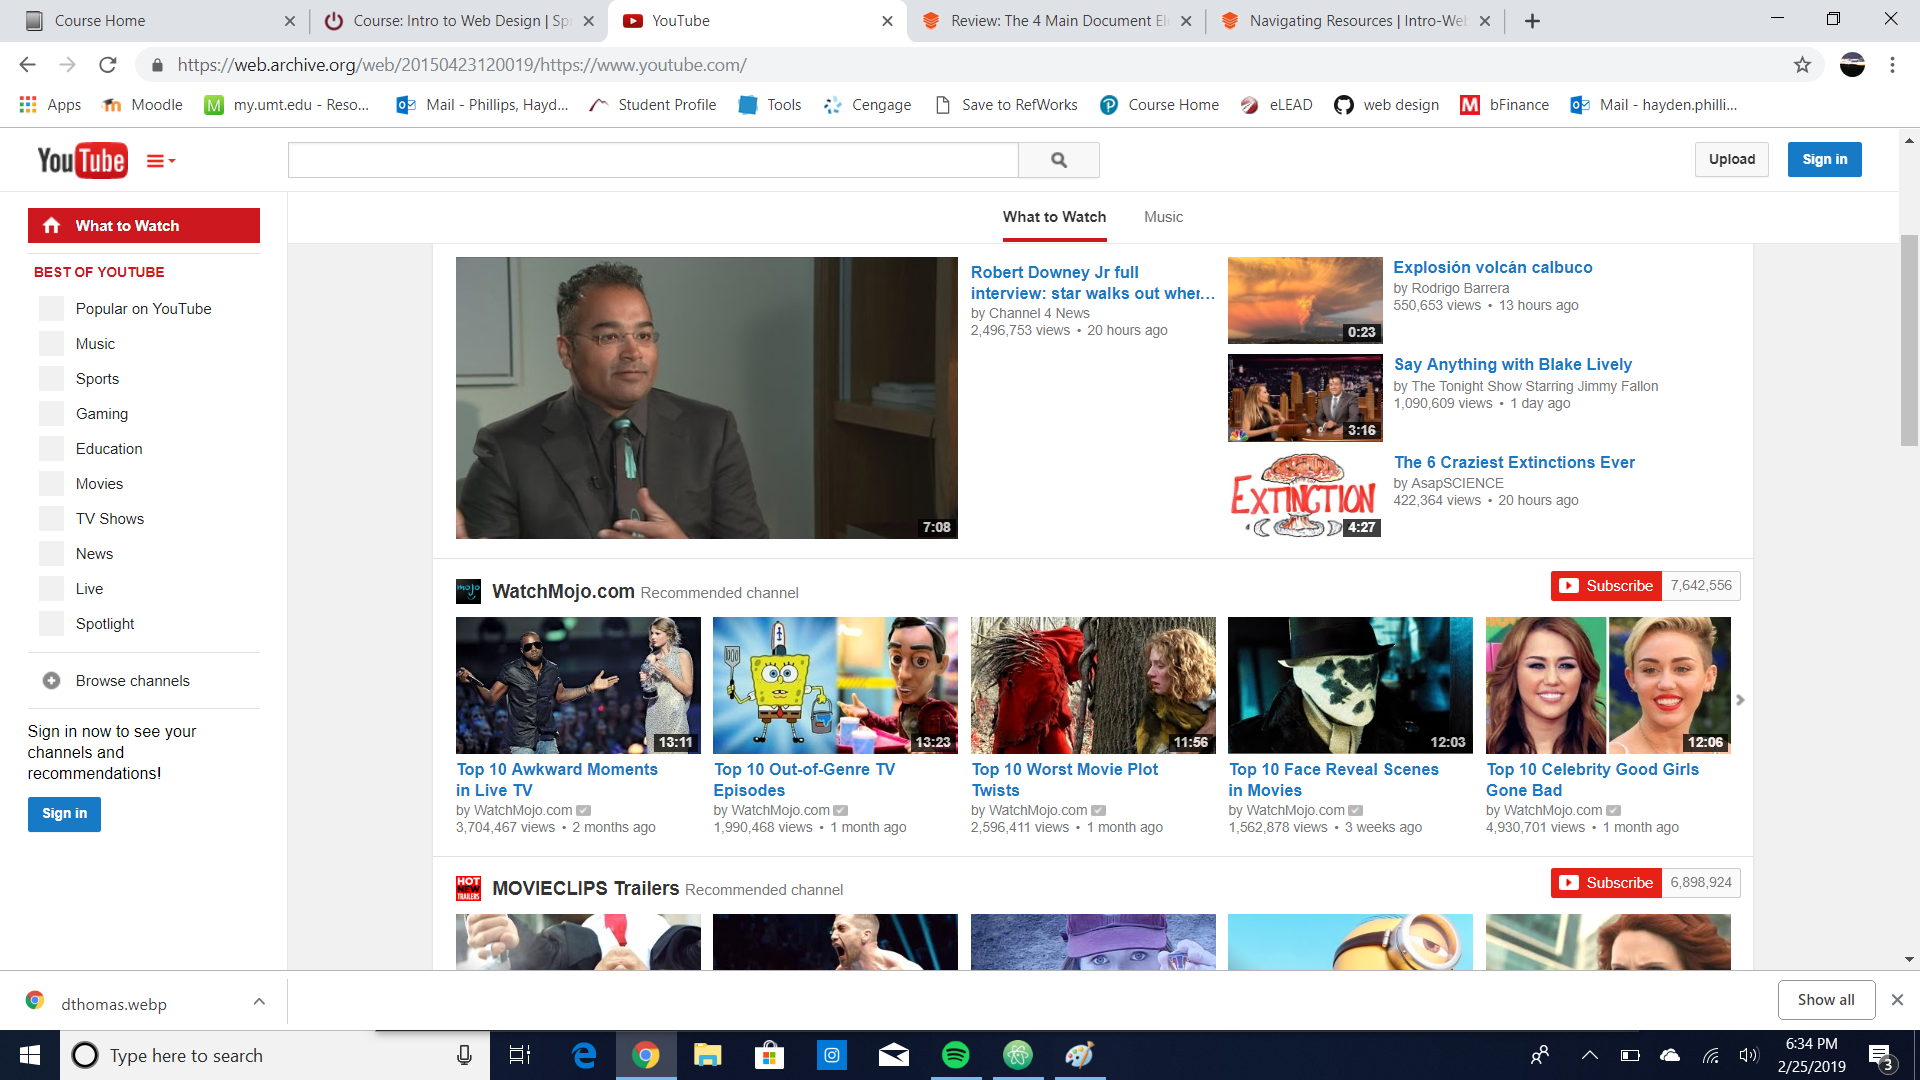 Course Home
Course: Intro to Web Design | Sp
YouTube
Review: The 4 Main Document El
Navigating Resources | Intro-Web
https://web.archive.org/web/20150423120019/https://www.youtube.com/
Apps
Moodle
my.umt.edu - Reso...
Mail - Phillips, Hayd...
Student Profile
Tools
Cengage
Save to RefWorks
Course Home
eLEAD
web design
bFinance
Mail - hayden.philli...
YouTube
Upload
Sign in
What to Watch
Music
What to Watch
BEST OF YOUTUBE
Popular on YouTube
Music
Sports
Gaming
Education
Movies
TV Shows
News
Live
Spotlight
Browse channels
Sign in now to see your
channels and
recommendations!
Sign in
7:08
Robert Downey Jr full
interview: star walks out wher...
by Channel 4 News
2,496,753 views • 20 hours ago
0:23
Explosión volcán calbuco
by Rodrigo Barrera
550,653 views • 13 hours ago
3:16
Say Anything with Blake Lively
by The Tonight Show Starring Jimmy Fallon
1,090,609 views • 1 day ago
EXTINCTION
4:27
The 6 Craziest Extinctions Ever
by AsapSCIENCE
422,364 views • 20 hours ago
mojo
WatchMojo.com Recommended channel
Subscribe 7,642,556
13:11
Top 10 Awkward Moments
in Live TV
by WatchMojo.com
3,704,467 views • 2 months ago
13:23
Top 10 Out-of-Genre TV
Episodes
by WatchMojo.com
1,990,468 views • 1 month ago
11:56
Top 10 Worst Movie Plot
Twists
by WatchMojo.com
2,596,411 views • 1 month ago
12:03
Top 10 Face Reveal Scenes
in Movies
by WatchMojo.com
1,562,878 views • 3 weeks ago
12:06
Top 10 Celebrity Good Girls
Gone Bad
by WatchMojo.com
4,930,701 views • 1 month ago
HOT
NEW
TRAILERS
MOVIECLIPS Trailers Recommended channel
Subscribe 6,898,924
dthomas.webp
Show all
Type here to search
6:34 PM
2/25/2019
3